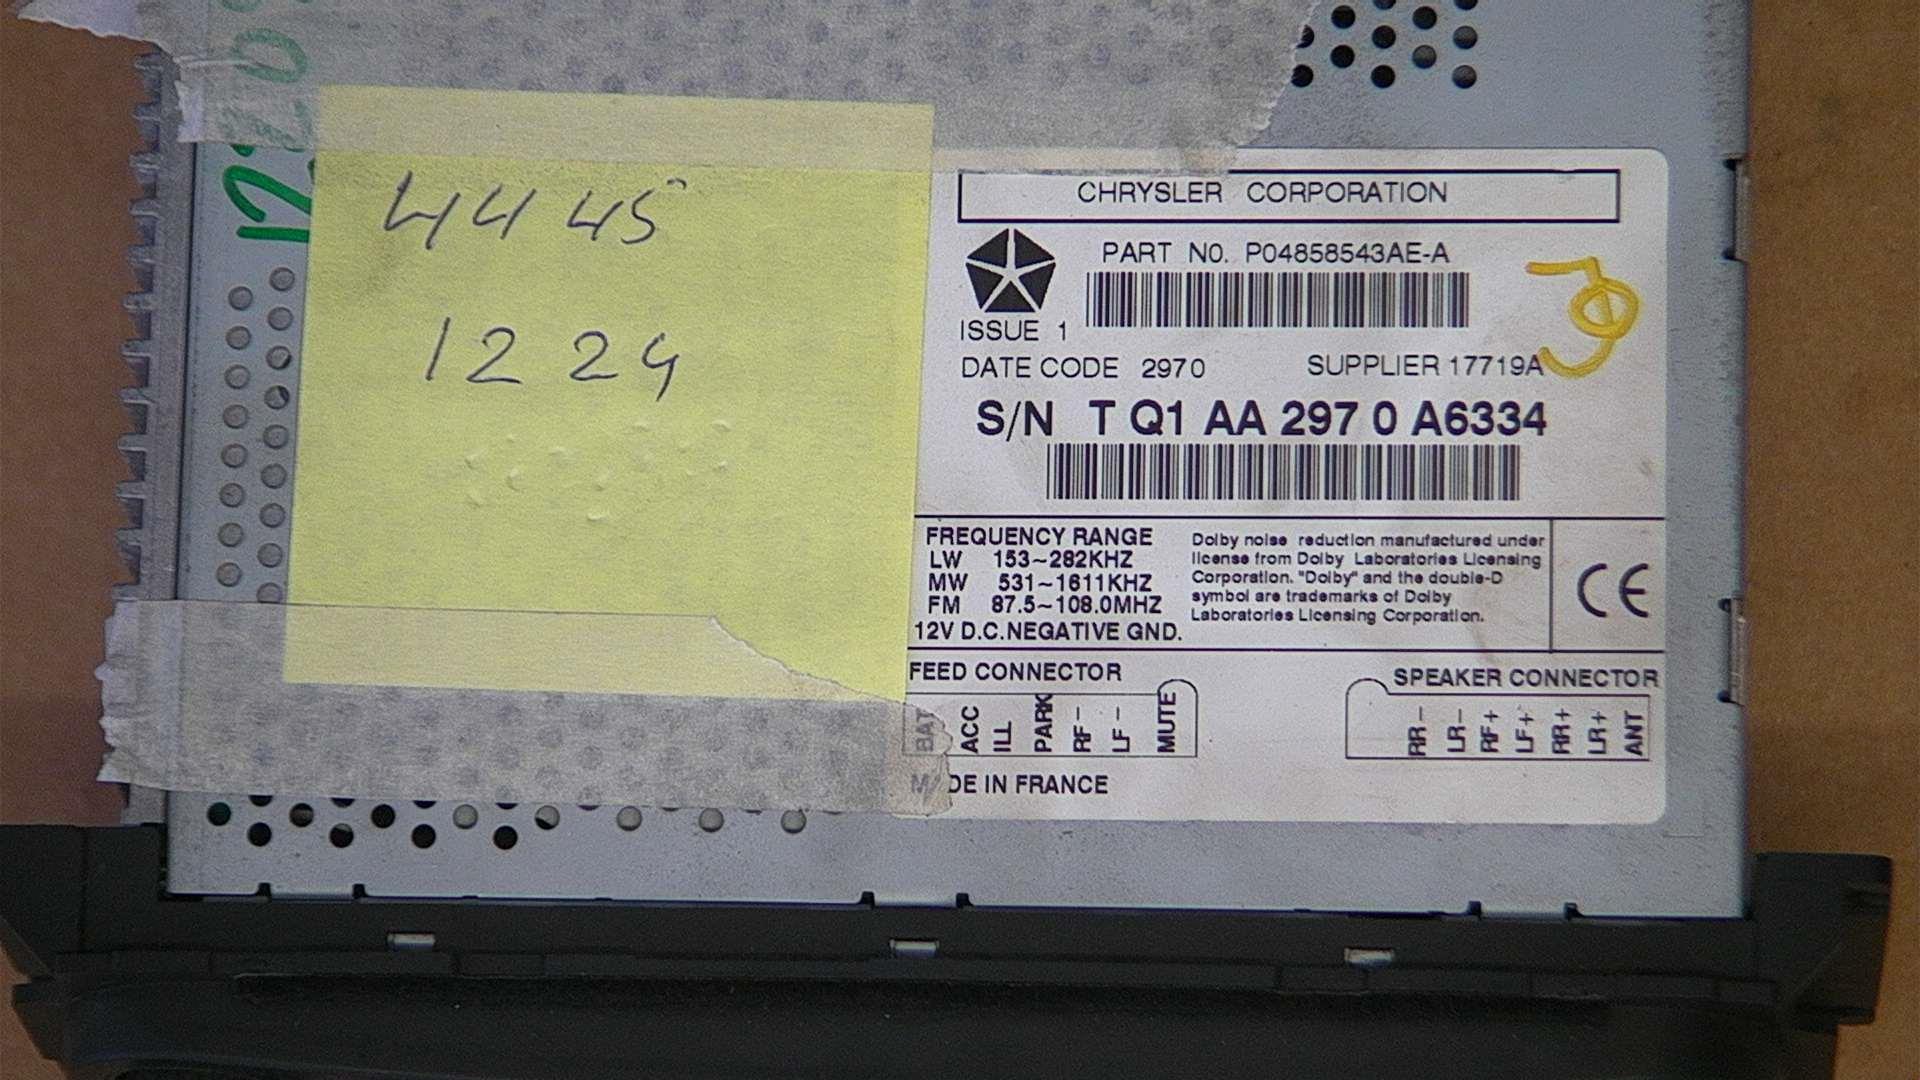 4445
1224
CHRYSLER CORPORATION
PART NO. P04858543AE-A
ISSUE 1
DATE CODE 2970 SUPPLIER 17719A
S/N T Q1 AA 297 0 A6334
FREQUENCY RANGE
LW 153~282KHZ
MW 531~1611KHZ
FM 87.5~108.0MHZ
12V D.C.NEGATIVE GND.
Dolby noise reduction manufactured under
license from Dolby Laboratories Licensing
Corporation. "Dolby" and the double-D
symbol are trademarks of Dolby
Laboratories Licensing Corporation.
CE
FEED CONNECTOR
BAT ACC ILL PARK RF- LF- MUTE
SPEAKER CONNECTOR
RR- LR- RF+ LF+ RR+ LR+ ANT
MADE IN FRANCE